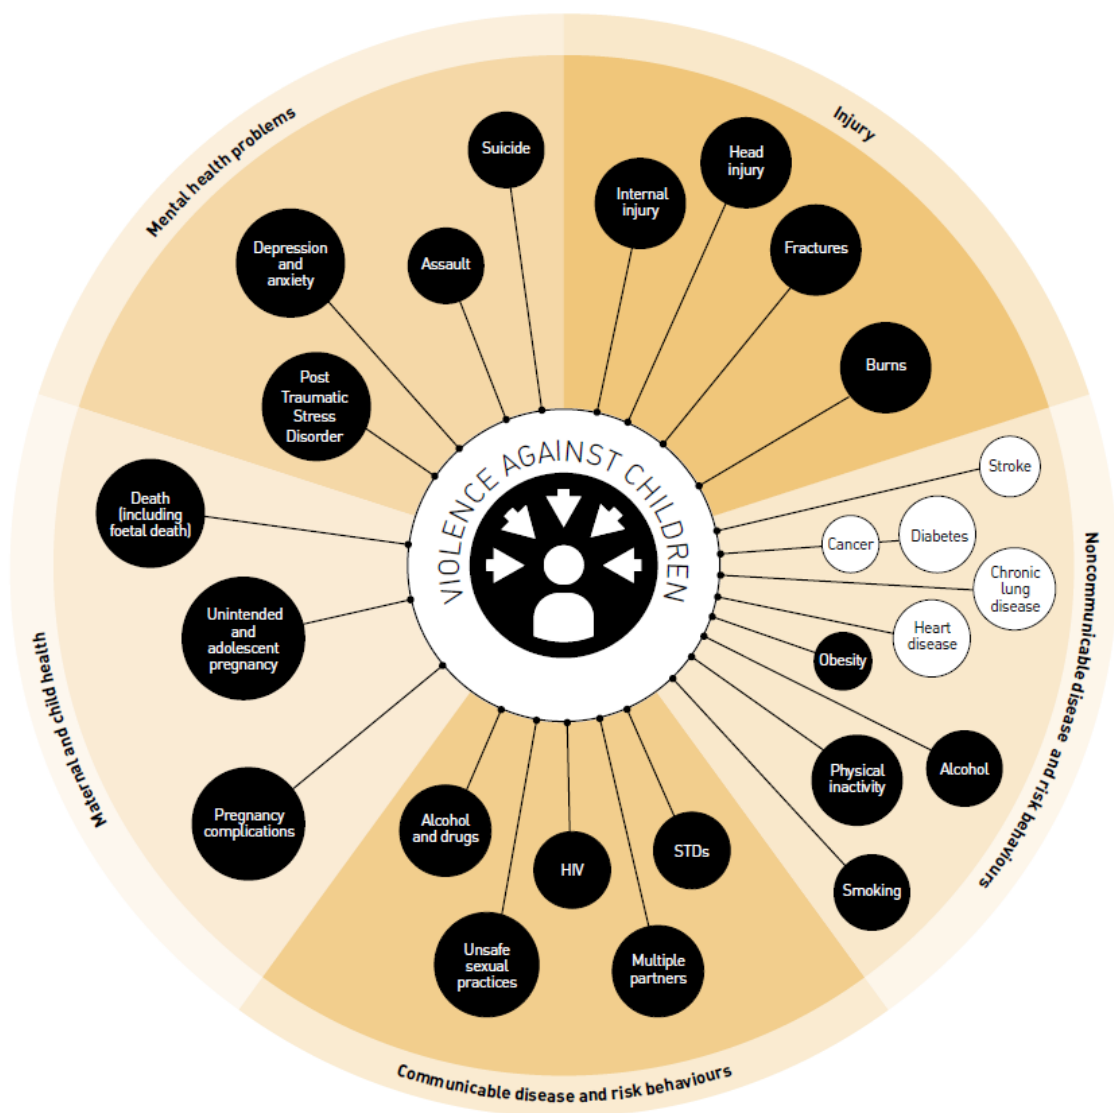 Mental health problems
Suicide
Depression
and
anxiety
Assault
Post
Traumatic
Stress
Disorder
Injury
Internal
injury
Head
injury
Fractures
Burns
VIOLENCE AGAINST CHILDREN
Noncommunicable disease and risk behaviours
Stroke
Cancer
Diabetes
Chronic
lung
disease
Heart
disease
Obesity
Alcohol
Physical
inactivity
Smoking
Maternal and child health
Death
(including
foetal death)
Unintended
and
adolescent
pregnancy
Pregnancy
complications
Alcohol
and drugs
HIV
STDs
Unsafe
sexual
practices
Multiple
partners
Communicable disease and risk behaviours